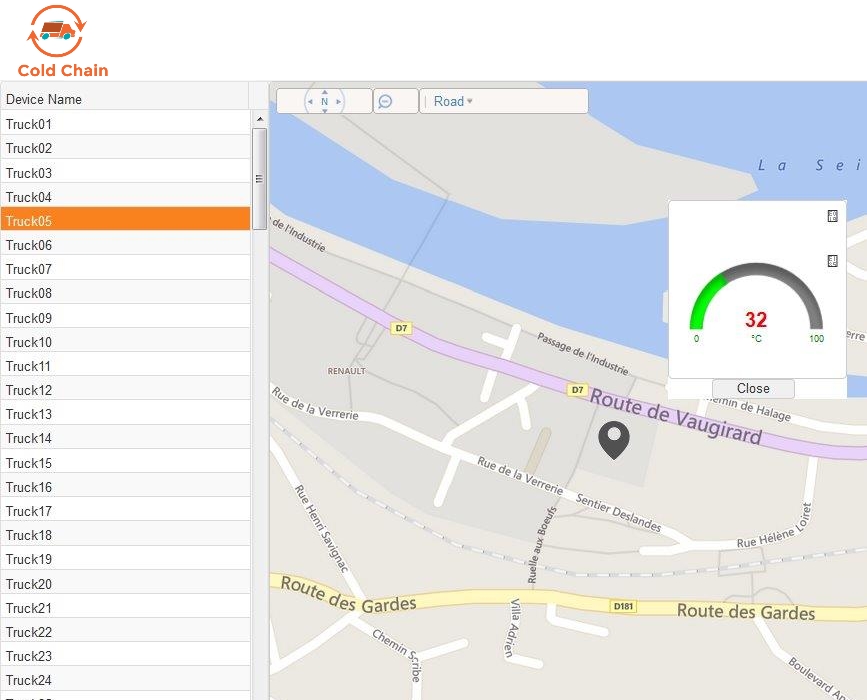 Cold Chain
Device Name
Truck01
Truck02
Truck03
Truck04
Truck05
Truck06
Truck07
Truck08
Truck09
Truck10
Truck11
Truck12
Truck13
Truck14
Truck15
Truck16
Truck17
Truck18
Truck19
Truck20
Truck21
Truck22
Truck23
Truck24
N
Road
La Sei
de l'Industrie
D7
Passage de l'Industrie
RENAULT
D7
Route de Vaugirard
Rue de la Verrerie
32
0
°C
100
Close
emin de Halage
Rue de la Verrerie
Sentier Deslandes
Rue Henri Savignac
Ruelle aux Boeufs
Rue Hélène Loiret
Route des Gardes
D181
Route des Gardes
Villa Adrien
Chemin Scribe
Boulevard